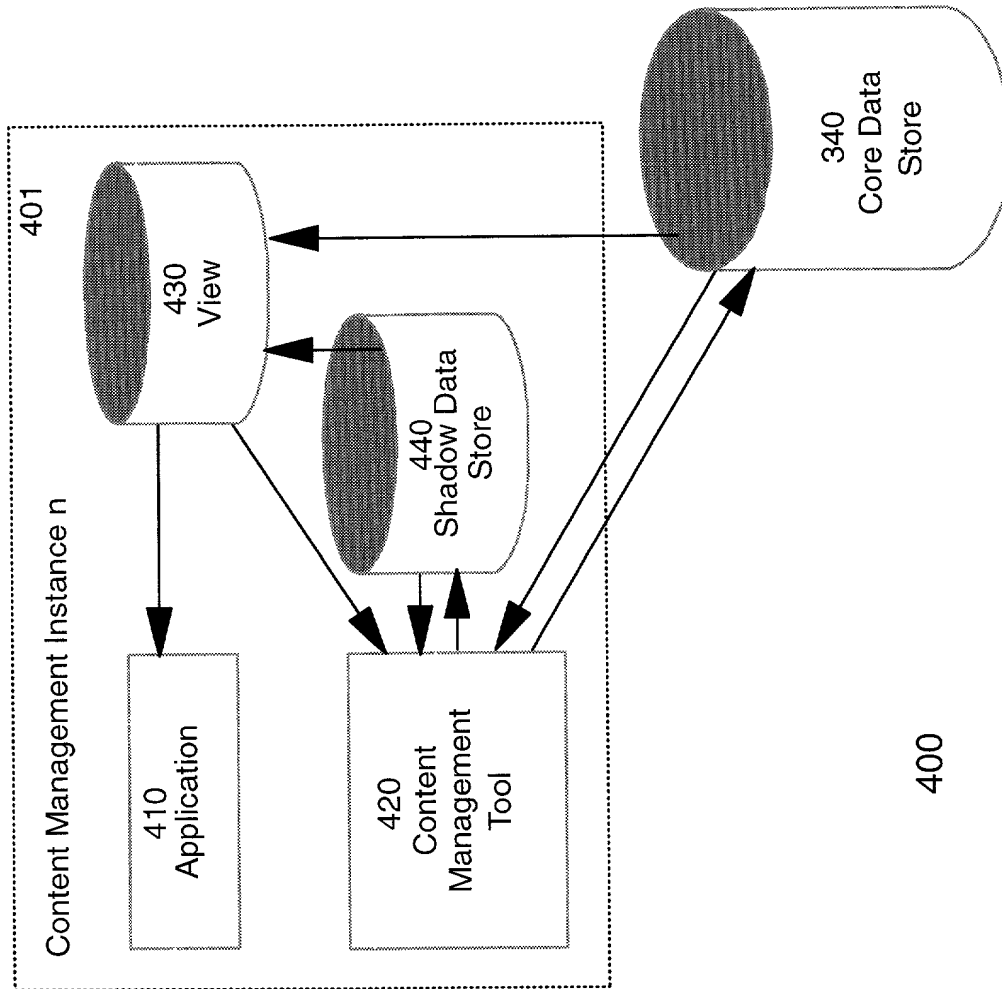 Content Management Instance n
401
410
Application
430
View
420
Content
Management
Tool
440
Shadow Data
Store
340
Core Data
Store
400